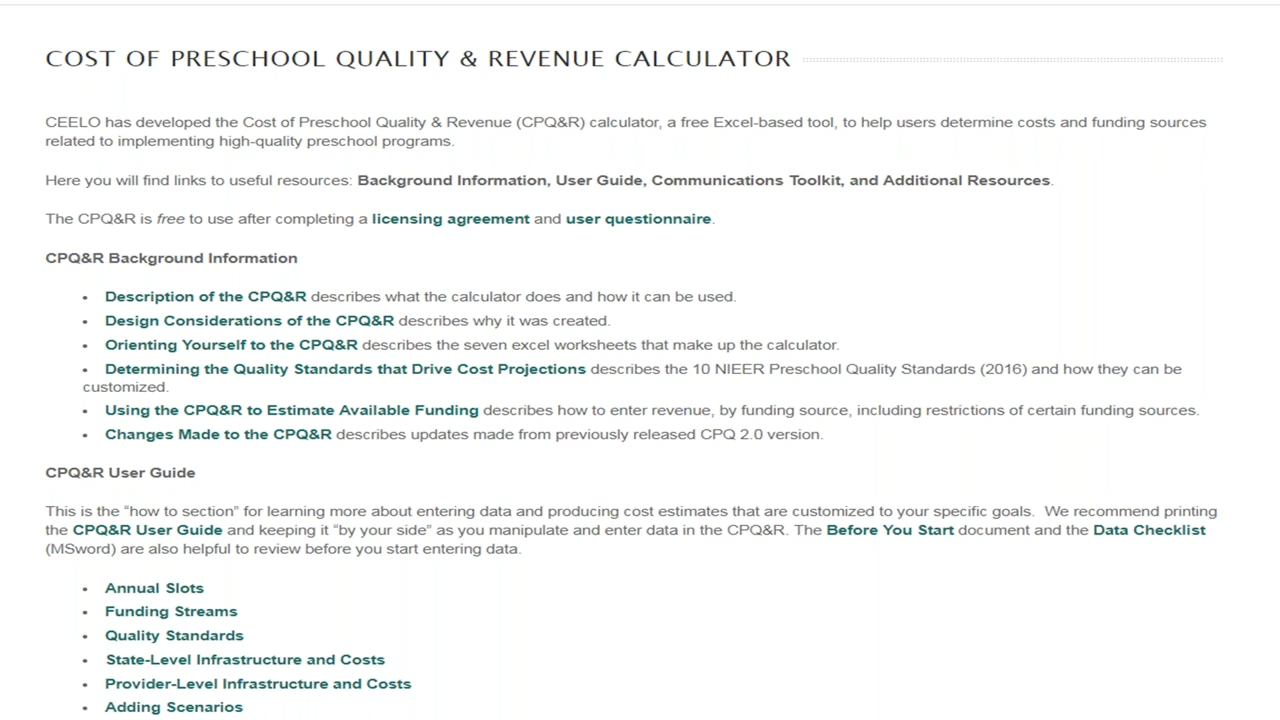 COST OF PRESCHOOL QUALITY & REVENUE CALCULATOR
CEELO has developed the Cost of Preschool Quality & Revenue (CPQ&R) calculator, a free Excel-based tool, to help users determine costs and funding sources
related to implementing high-quality preschool programs.
Here you will find links to useful resources: Background Information, User Guide, Communications Toolkit, and Additional Resources.
The CPQ&R is free to use after completing a licensing agreement and user questionnaire.
CPQ&R Background Information
• Description of the CPQ&R describes what the calculator does and how it can be used.
• Design Considerations of the CPQ&R describes why it was created.
• Orienting Yourself to the CPQ&R describes the seven excel worksheets that make up the calculator.
• Determining the Quality Standards that Drive Cost Projections describes the 10 NIEER Preschool Quality Standards (2016) and how they can be
customized.
• Using the CPQ&R to Estimate Available Funding describes how to enter revenue, by funding source, including restrictions of certain funding sources.
• Changes Made to the CPQ&R describes updates made from previously released CPQ 2.0 version.
CPQ&R User Guide
This is the “how to section” for learning more about entering data and producing cost estimates that are customized to your specific goals. We recommend printing
the CPQ&R User Guide and keeping it “by your side” as you manipulate and enter data in the CPQ&R. The Before You Start document and the Data Checklist
(MSword) are also helpful to review before you start entering data.
• Annual Slots
• Funding Streams
• Quality Standards
• State-Level Infrastructure and Costs
• Provider-Level Infrastructure and Costs
• Adding Scenarios